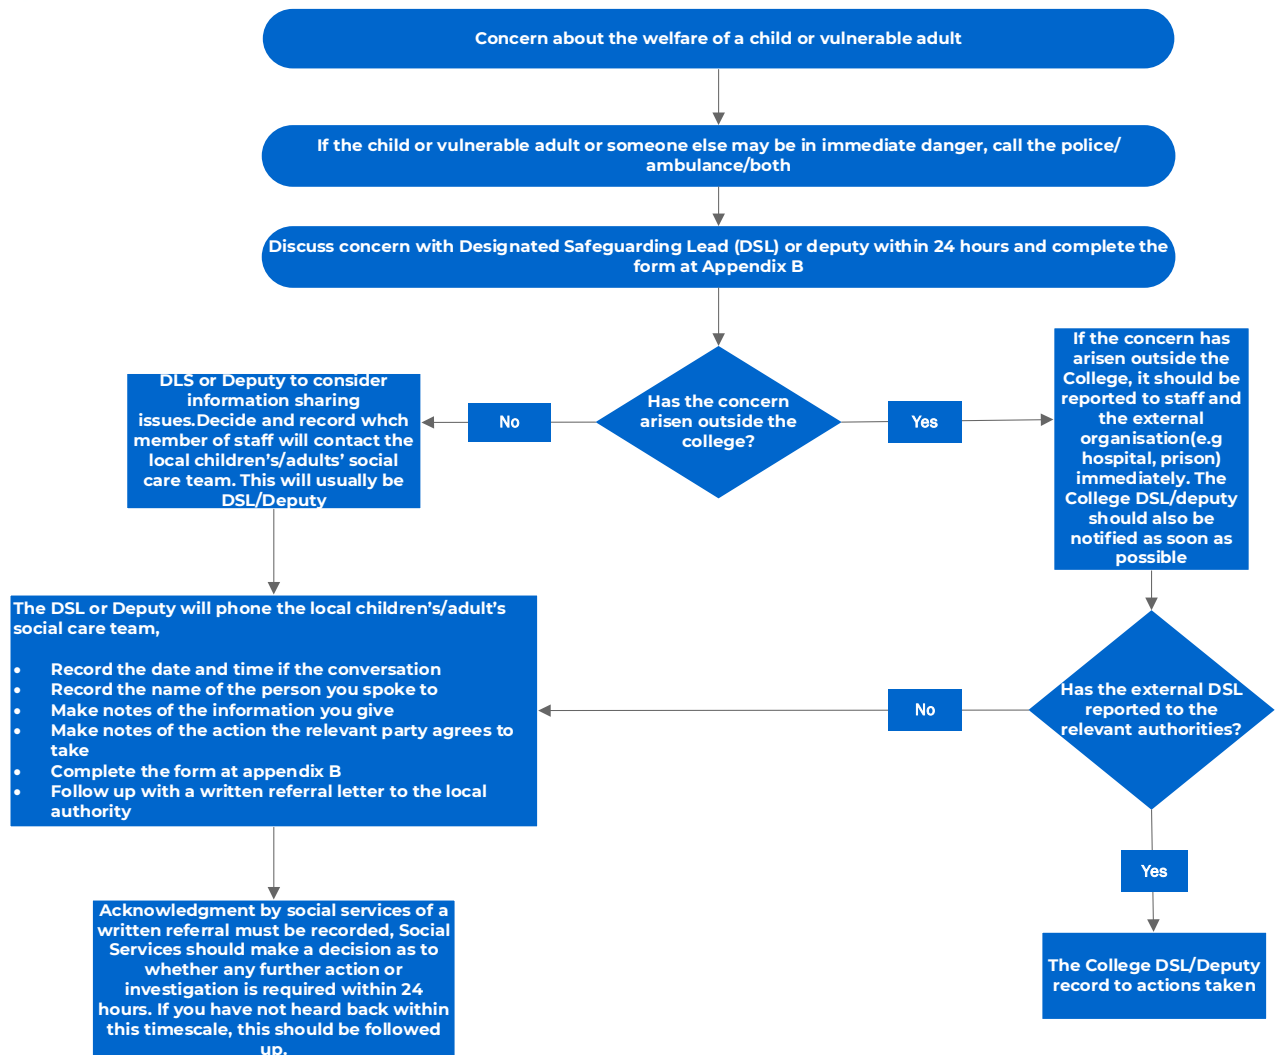 Concern about the welfare of a child or vulnerable adult
If the child or vulnerable adult or someone else may be in immediate danger, call the police/
ambulance/both
Discuss concern with Designated Safeguarding Lead (DSL) or deputy within 24 hours and complete the
form at Appendix B
Has the concern
arisen outside the
college?
No
Yes
DLS or Deputy to consider
information sharing
issues.Decide and record whch
member of staff will contact the
local children’s/adults’ social
care team. This will usually be
DSL/Deputy
If the concern has
arisen outside the
College, it should be
reported to staff and
the external
organisation(e.g
hospital, prison)
immediately. The
College DSL/deputy
should also be
notified as soon as
possible
The DSL or Deputy will phone the local children’s/adult’s
social care team,
• Record the date and time if the conversation
• Record the name of the person you spoke to
• Make notes of the information you give
• Make notes of the action the relevant party agrees to
take
• Complete the form at appendix B
• Follow up with a written referral letter to the local
authority
No
Has the external DSL
reported to the
relevant authorities?
Yes
Acknowledgment by social services of a
written referral must be recorded, Social
Services should make a decision as to
whether any further action or
investigation is required within 24
hours. If you have not heard back within
this timescale, this should be followed
up.
The College DSL/Deputy
record to actions taken